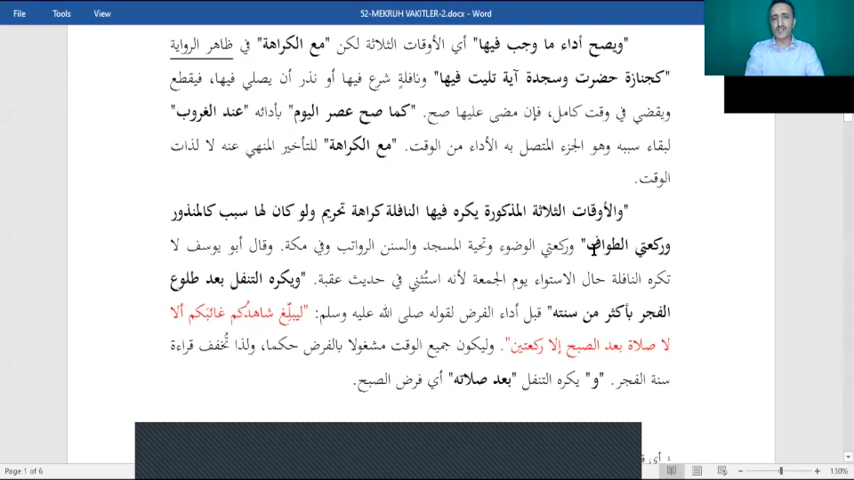 52-MEKRUH VAKITLER-2.docx - Word
File Tools View
"ويصح أداء ما وجب فيها" أي الأوقات الثلاثة لكن "مع الكراهة" في ظاهر الرواية
"كجنازة حضرت وسجدة آية تليت فيها" ونافلةٍ شرع فيها أو نذر أن يصلي فيها، فيقطع
ويقضي في وقت كامل، فإن مضى عليها صح. "كما صح عصر اليوم" بأدائه "عند الغروب"
لبقاء سببه وهو الجزء المتصل به الأداء من الوقت. "مع الكراهة" للتأخير المنهي عنه لا لذات
الوقت.
"والأوقات الثلاثة المذكورة يكره فيها النافلة كراهة تحريم ولو كان لها سبب كالمنذور
وركعتي الطواف" وركعتي الوضوء وتحية المسجد والسنن الرواتب وفي مكة. وقال أبو يوسف لا
تكره النافلة حال الاستواء يوم الجمعة لأنه استُثني في حديث عقبة. "ويكره التنفل بعد طلوع
الفجر بأكثر من سنته" قبل أداء الفرض لقوله صلى الله عليه وسلم: "ليبلّغ شاهدُكم غائبَكم ألا
لا صلاة بعد الصبح إلا ركعتين". وليكون جميع الوقت مشغولا بالفرض حكما، ولذا تُخفف قراءة
سنة الفجر. "و" يكره التنفل "بعد صلاته" أي فرض الصبح.
Page 1 of 6
130%